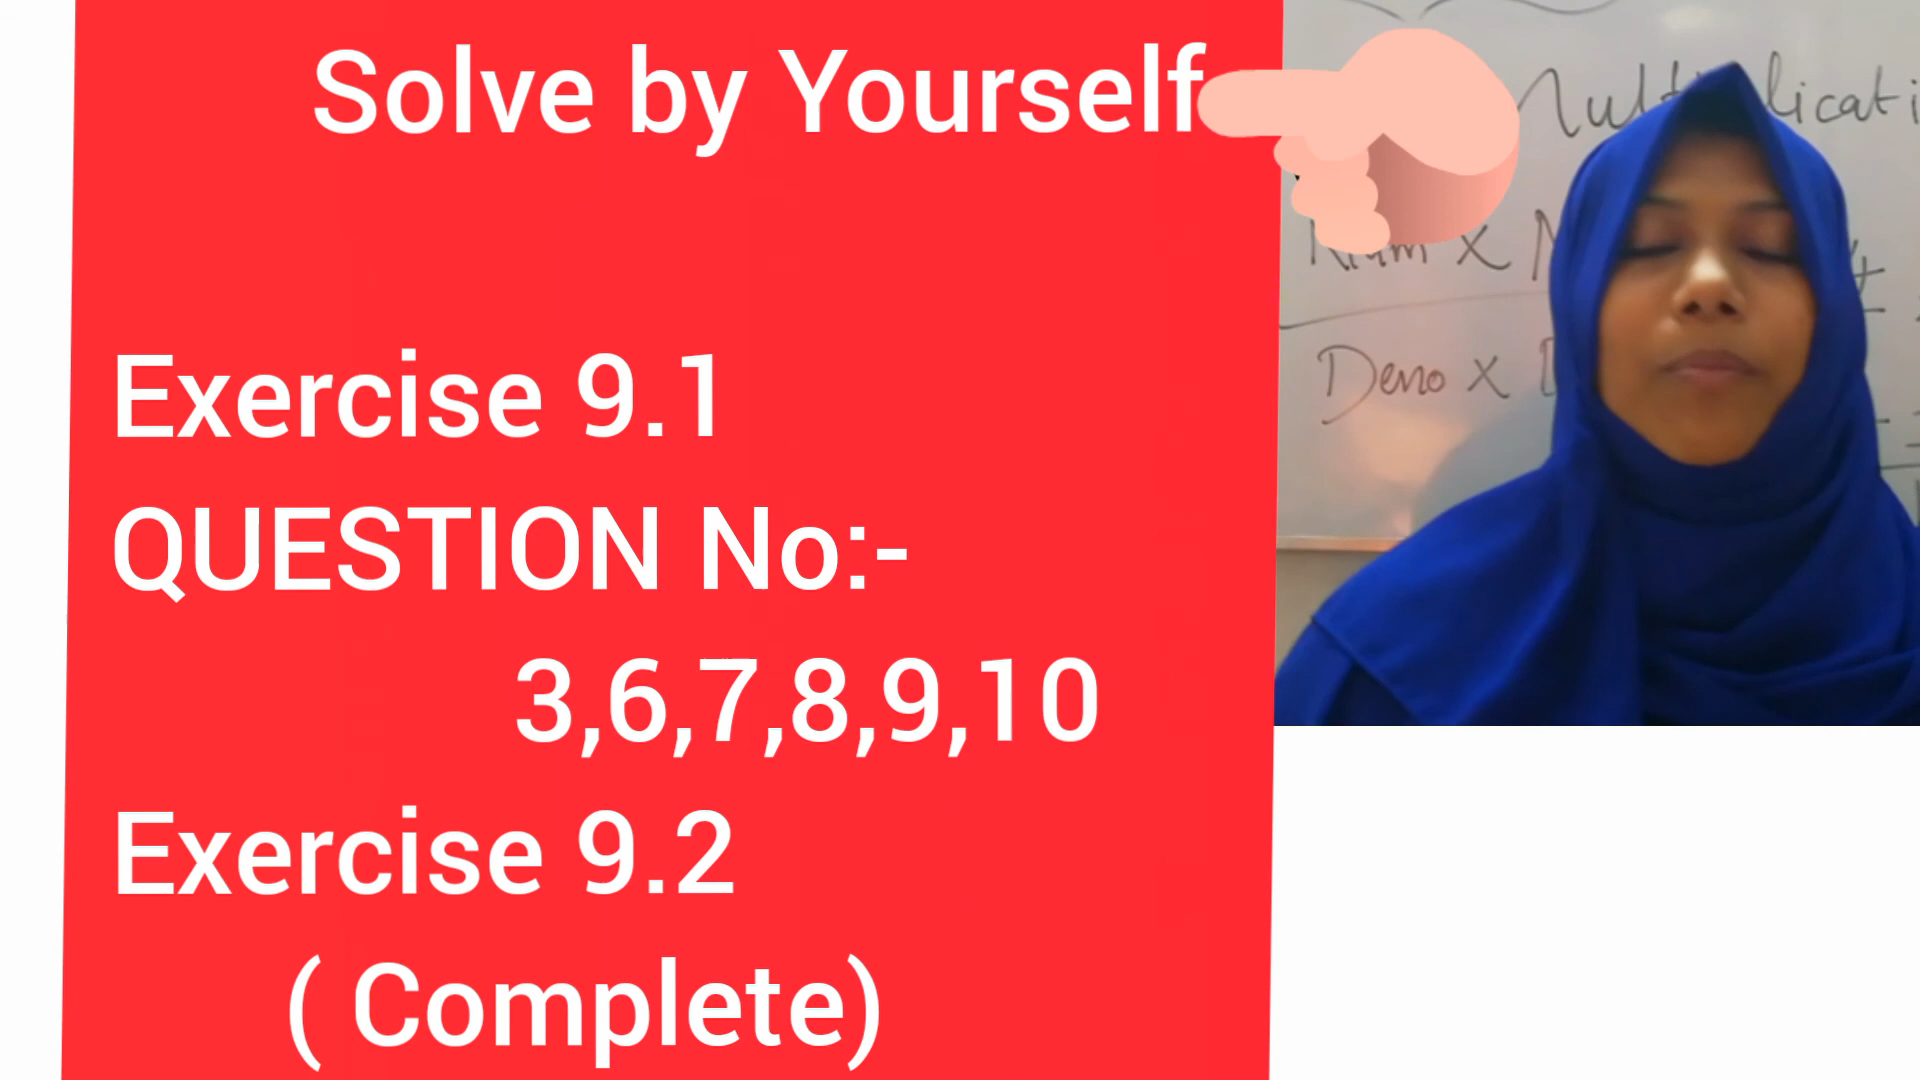 Solve by Yourself
Exercise 9.1
QUESTION No:-
3,6,7,8,9,10
Exercise 9.2
( Complete)
Num x
Deno x